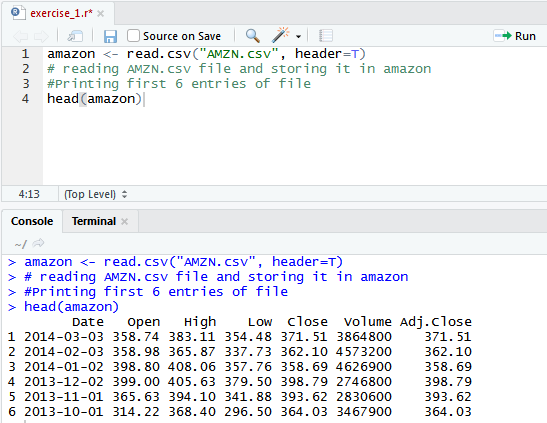 exercise_1.r* ×
Source on Save Run
1 amazon <- read.csv("AMZN.csv", header=T)
2 # reading AMZN.csv file and storing it in amazon
3 #Printing first 6 entries of file
4 head(amazon)
4:13 (Top Level)
Console Terminal ×
~/
> amazon <- read.csv("AMZN.csv", header=T)
> # reading AMZN.csv file and storing it in amazon
> #Printing first 6 entries of file
> head(amazon)
Date Open High Low Close Volume Adj.Close
1 2014-03-03 358.74 383.11 354.48 371.51 3864800 371.51
2 2014-02-03 358.98 365.87 337.73 362.10 4573200 362.10
3 2014-01-02 398.80 408.06 357.76 358.69 4626900 358.69
4 2013-12-02 399.00 405.63 379.50 398.79 2746800 398.79
5 2013-11-01 365.63 394.10 341.88 393.62 2830600 393.62
6 2013-10-01 314.22 368.40 296.50 364.03 3467900 364.03